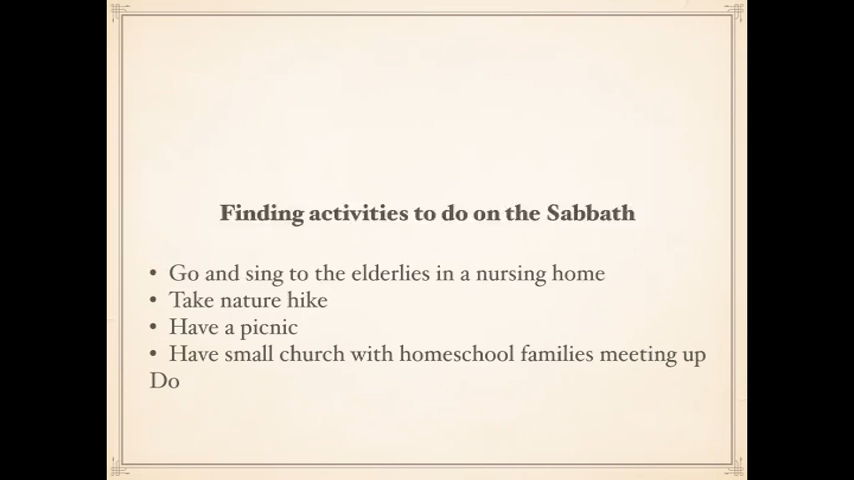 Finding activities to do on the Sabbath
• Go and sing to the elderlies in a nursing home
• Take nature hike
• Have a picnic
• Have small church with homeschool families meeting up
Do